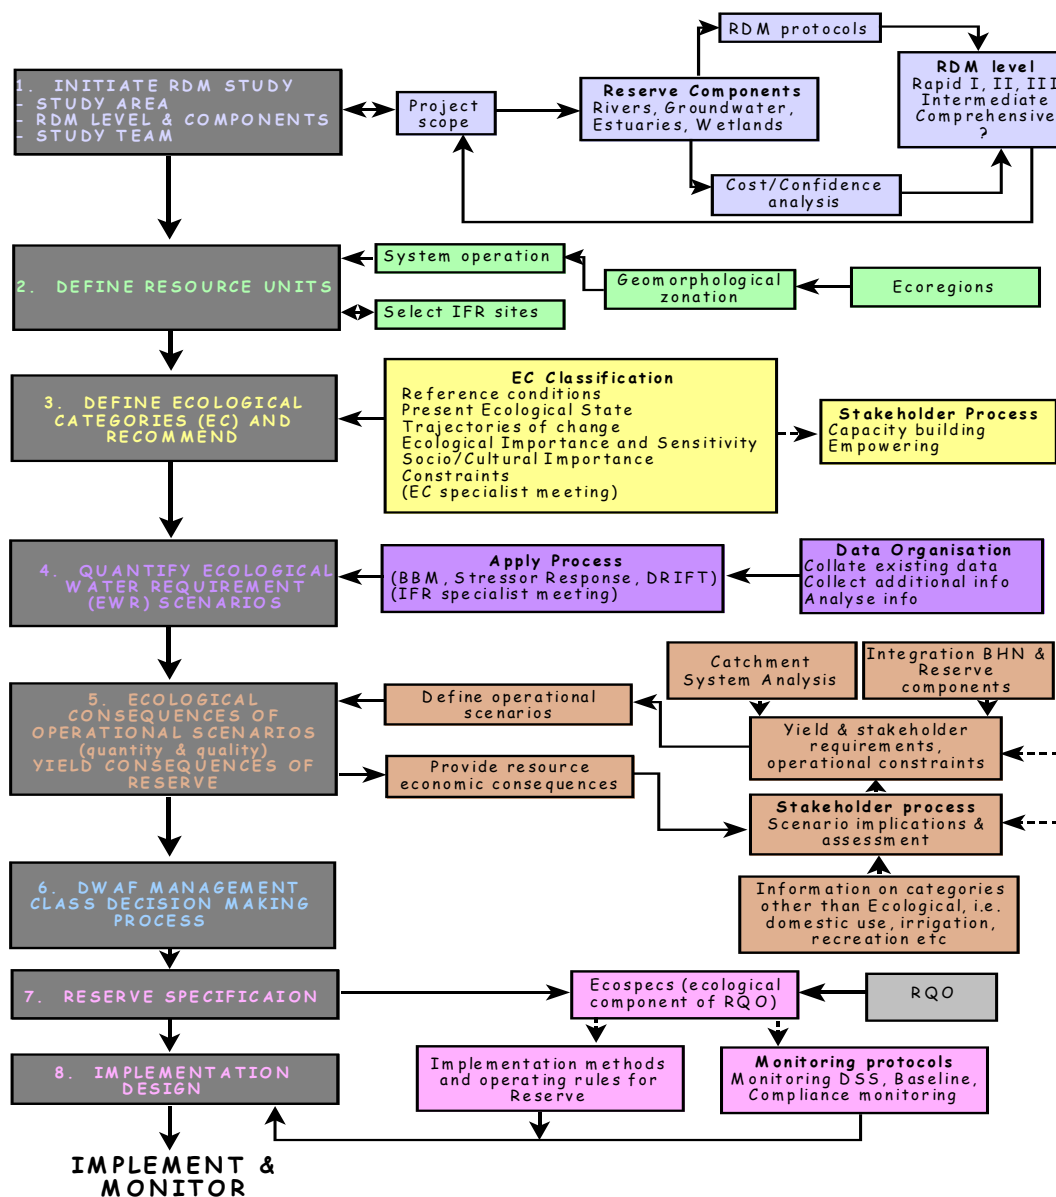 1. INITIATE RDM STUDY
- STUDY AREA
- RDM LEVEL & COMPONENTS
- STUDY TEAM
Project
scope
Reserve Components
Rivers, Groundwater,
Estuaries, Wetlands
RDM protocols
Cost/Confidence
analysis
RDM level
Rapid I, II, III
Intermediate
Comprehensive
?
2. DEFINE RESOURCE UNITS
System operation
Select IFR sites
Geomorphological
zonation
Ecoregions
3. DEFINE ECOLOGICAL
CATEGORIES (EC) AND
RECOMMEND
EC Classification
Reference conditions
Present Ecological State
Trajectories of change
Ecological Importance and Sensitivity
Socio/Cultural Importance
Constraints
(EC specialist meeting)
Stakeholder Process
Capacity building
Empowering
4. QUANTIFY ECOLOGICAL
WATER REQUIREMENT
(EWR) SCENARIOS
Apply Process
(BBM, Stressor Response, DRIFT)
(IFR specialist meeting)
Data Organisation
Collate existing data
Collect additional info
Analyse info
5. ECOLOGICAL
CONSEQUENCES OF
OPERATIONAL SCENARIOS
(quantity & quality)
YIELD CONSEQUENCES OF
RESERVE
Define operational
scenarios
Provide resource
economic consequences
Catchment
System Analysis
Integration BHN &
Reserve
components
Yield & stakeholder
requirements,
operational constraints
Stakeholder process
Scenario implications &
assessment
Information on categories
other than Ecological, i.e.
domestic use, irrigation,
recreation etc
6. DWAF MANAGEMENT
CLASS DECISION MAKING
PROCESS
7. RESERVE SPECIFICAION
Ecospecs (ecological
component of RQO)
RQO
8. IMPLEMENTATION
DESIGN
Implementation methods
and operating rules for
Reserve
Monitoring protocols
Monitoring DSS, Baseline,
Compliance monitoring
IMPLEMENT &
MONITOR